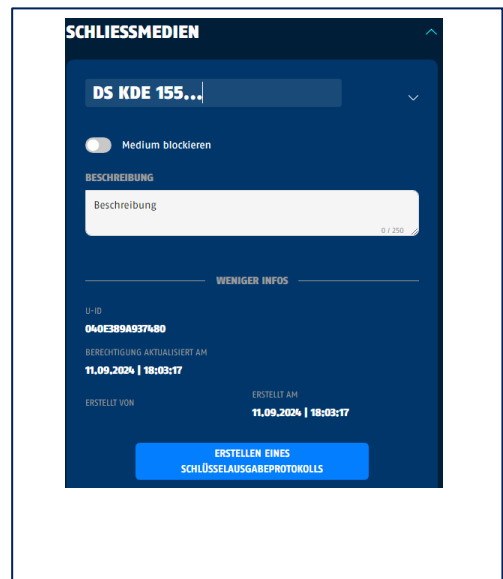 SCHLIESSMEDIEN
DS KDE 155...
Medium blockieren
BESCHREIBUNG
Beschreibung
0 / 250
WENIGER INFOS
U-ID
040E389A937480
BERECHTIGUNG AKTUALISIERT AM
11.09.2024 | 18:03:17
ERSTELLT VON
ERSTELLT AM
11.09.2024 | 18:03:17
ERSTELLEN EINES
SCHLÜSSELAUSGABEPROTOKOLLS